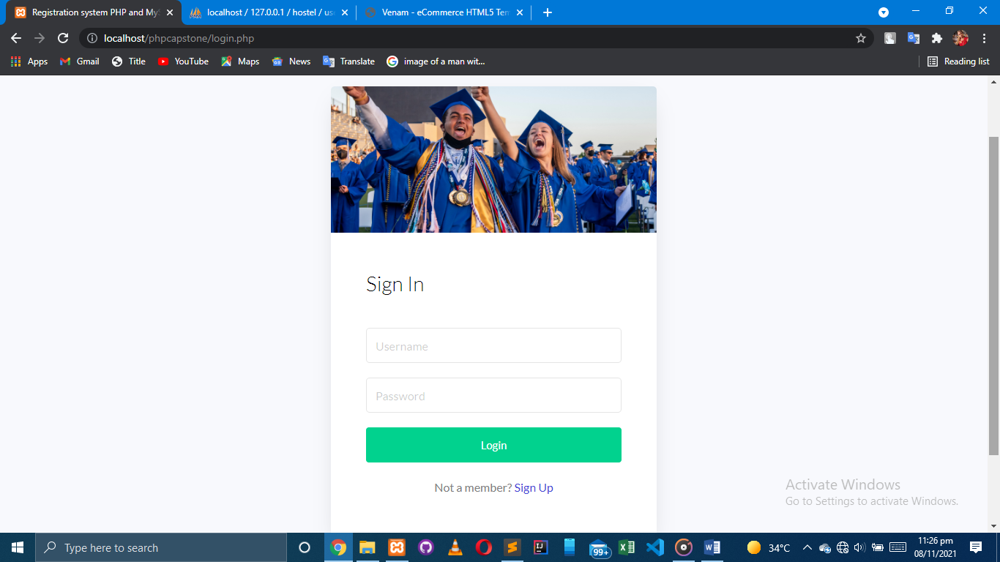 Registration system PHP and My
localhost / 127.0.0.1 / hostel / us
Venam - eCommerce HTML5 Tem
localhost/phpcapstone/login.php
Apps
Gmail
Title
YouTube
Maps
News
Translate
image of a man wit...
Reading list
Sign In
Username
Password
Login
Not a member? Sign Up
Activate Windows
Go to Settings to activate Windows.
Type here to search
99+
34°C
11:26 pm
08/11/2021